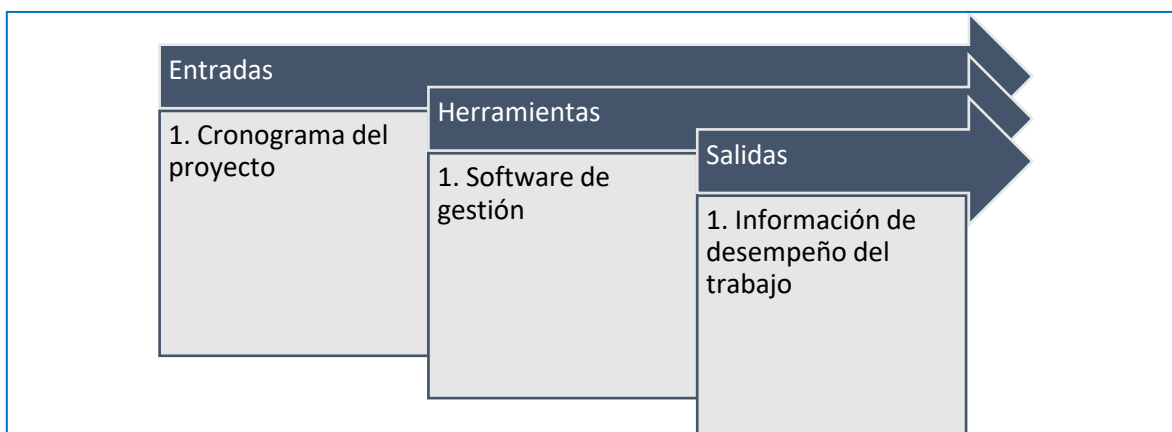 Entradas
1. Cronograma del
proyecto
Herramientas
1. Software de
gestión
Salidas
1. Información de
desempeño del
trabajo